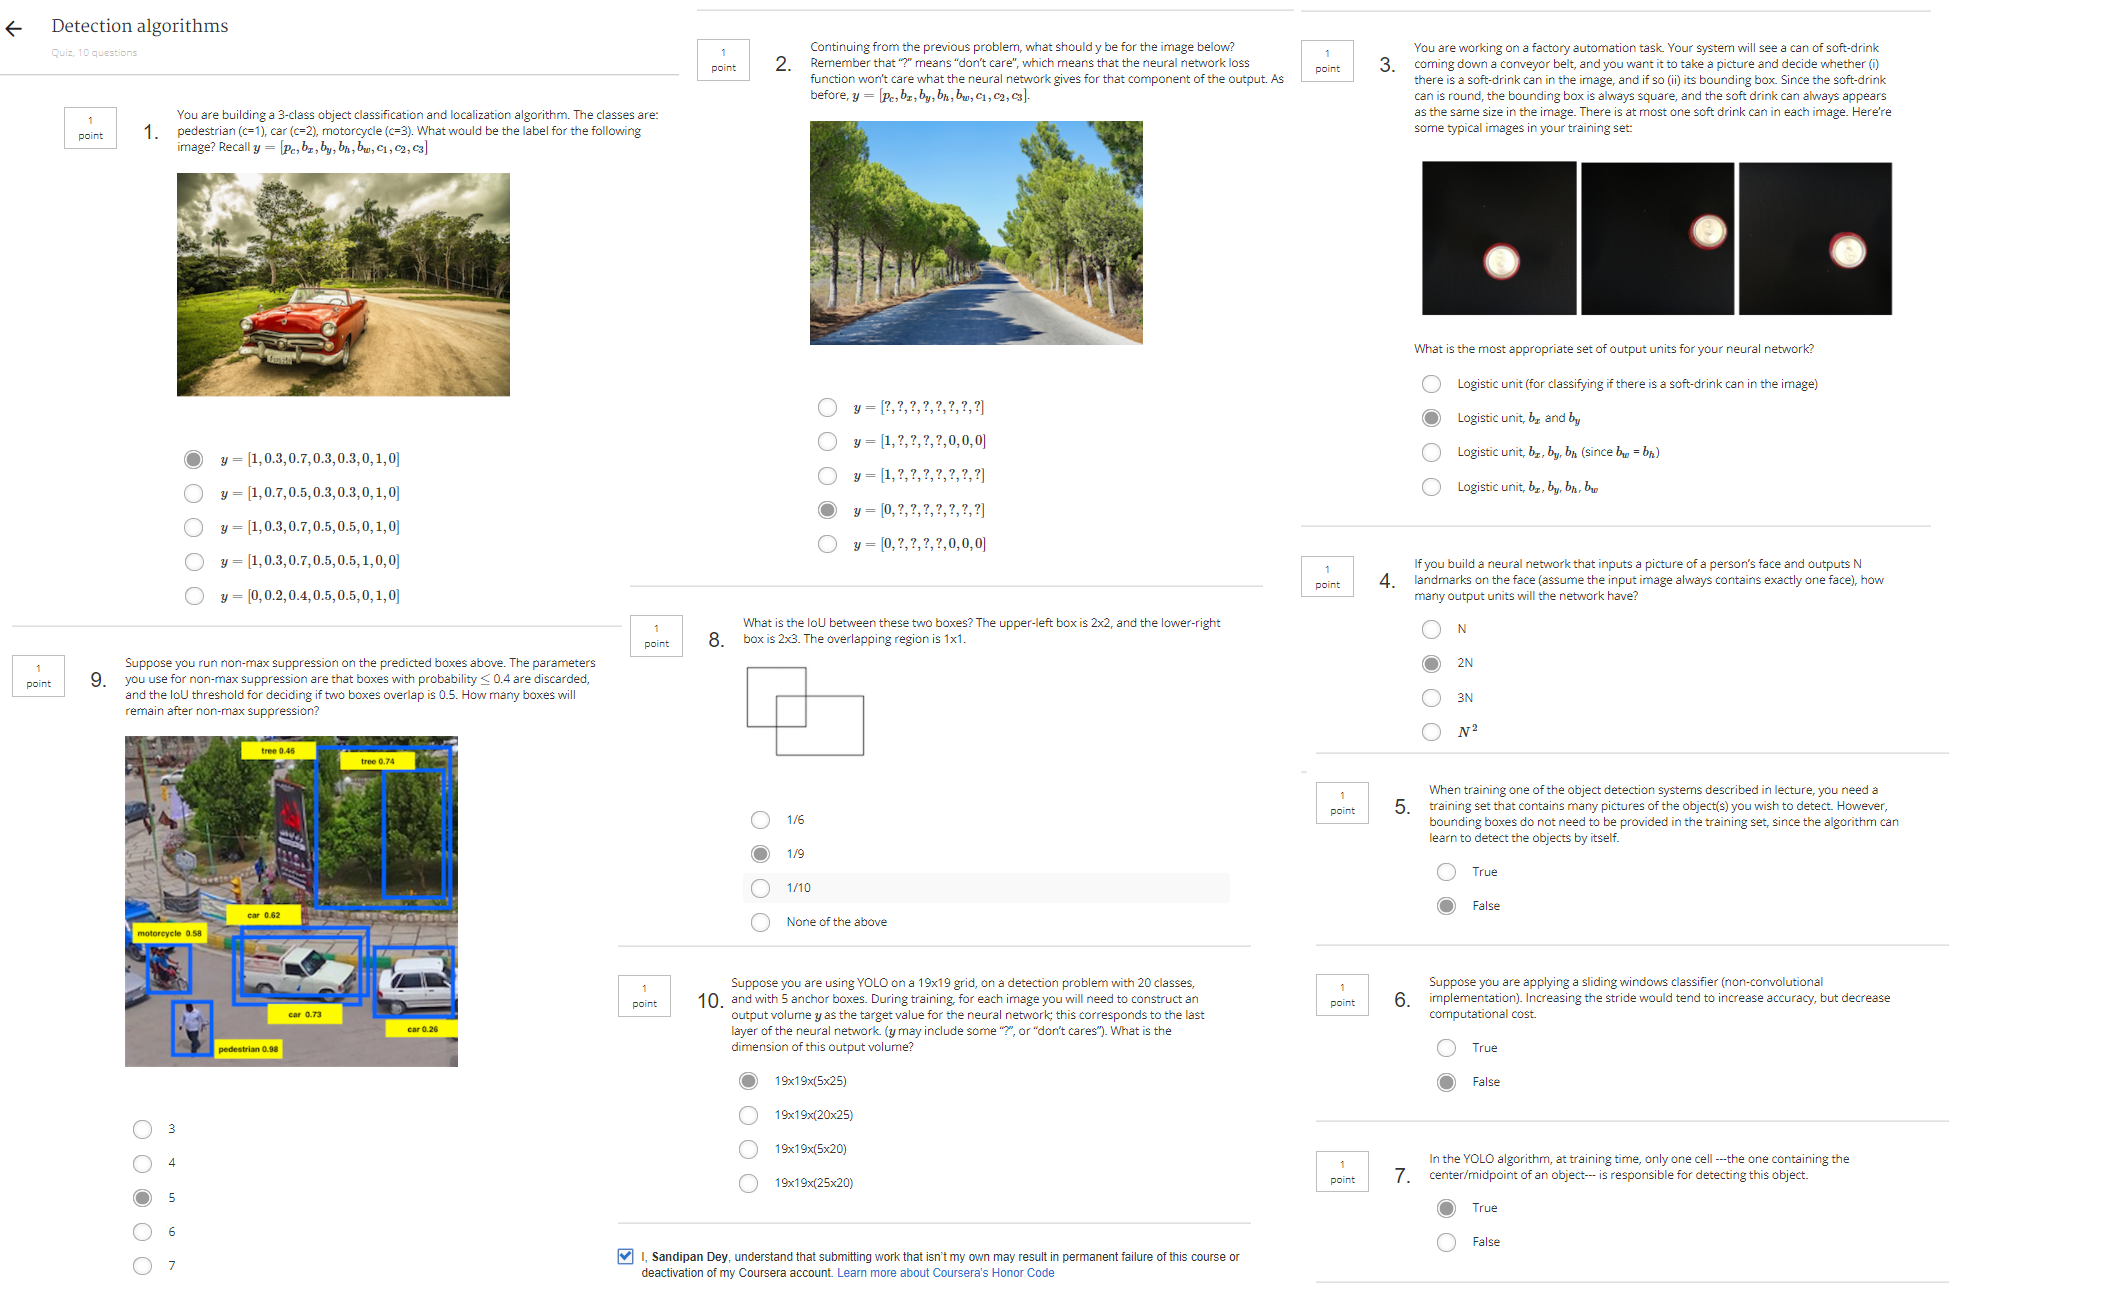 Detection algorithms
Quiz, 10 questions
1
point
1.
You are building a 3-class object classification and localization algorithm. The classes are:
pedestrian (c=1), car (c=2), motorcycle (c=3). What would be the label for the following
image? Recall y = [pc, bx, by, bh, bw, c1, c2, c3]
y = [1, 0.3, 0.7, 0.3, 0.3, 0, 1, 0]
y = [1, 0.7, 0.5, 0.3, 0.3, 0, 1, 0]
y = [1, 0.3, 0.7, 0.5, 0.5, 0, 1, 0]
y = [1, 0.3, 0.7, 0.5, 0.5, 1, 0, 0]
y = [0, 0.2, 0.4, 0.5, 0.5, 0, 1, 0]
1
point
2.
Continuing from the previous problem, what should y be for the image below?
Remember that “?” means “don’t care”, which means that the neural network loss
function won’t care what the neural network gives for that component of the output. As
before, y = [pc, bx, by, bh, bw, c1, c2, c3].
y = [?, ?, ?, ?, ?, ?, ?, ?]
y = [1, ?, ?, ?, ?, 0, 0, 0]
y = [1, ?, ?, ?, ?, ?, ?, ?]
y = [0, ?, ?, ?, ?, ?, ?, ?]
y = [0, ?, ?, ?, ?, 0, 0, 0]
1
point
3.
You are working on a factory automation task. Your system will see a can of soft-drink
coming down a conveyor belt, and you want it to take a picture and decide whether (i)
there is a soft-drink can in the image, and if so (ii) its bounding box. Since the soft-drink
can is round, the bounding box is always square, and the soft drink can always appears
as the same size in the image. There is at most one soft drink can in each image. Here’re
some typical images in your training set:
What is the most appropriate set of output units for your neural network?
Logistic unit (for classifying if there is a soft-drink can in the image)
Logistic unit, bx and by
Logistic unit, bx, by, bh (since bw = bh)
Logistic unit, bx, by, bh, bw
1
point
4.
If you build a neural network that inputs a picture of a person’s face and outputs N
landmarks on the face (assume the input image always contains exactly one face), how
many output units will the network have?
N
2N
3N
N²
1
point
5.
When training one of the object detection systems described in lecture, you need a
training set that contains many pictures of the object(s) you wish to detect. However,
bounding boxes do not need to be provided in the training set, since the algorithm can
learn to detect the objects by itself.
True
False
1
point
6.
Suppose you are applying a sliding windows classifier (non-convolutional
implementation). Increasing the stride would tend to increase accuracy, but decrease
computational cost.
True
False
1
point
7.
In the YOLO algorithm, at training time, only one cell ---the one containing the
center/midpoint of an object--- is responsible for detecting this object.
True
False
1
point
8.
What is the IoU between these two boxes? The upper-left box is 2x2, and the lower-right
box is 2x3. The overlapping region is 1x1.
1/6
1/9
1/10
None of the above
1
point
9.
Suppose you run non-max suppression on the predicted boxes above. The parameters
you use for non-max suppression are that boxes with probability ≤ 0.4 are discarded,
and the IoU threshold for deciding if two boxes overlap is 0.5. How many boxes will
remain after non-max suppression?
tree 0.46
tree 0.74
car 0.62
motorcycle 0.58
car 0.73
car 0.26
pedestrian 0.98
3
4
5
6
7
1
point
10.
Suppose you are using YOLO on a 19x19 grid, on a detection problem with 20 classes,
and with 5 anchor boxes. During training, for each image you will need to construct an
output volume y as the target value for the neural network; this corresponds to the last
layer of the neural network. (y may include some “?”, or “don’t cares”). What is the
dimension of this output volume?
19x19x(5x25)
19x19x(20x25)
19x19x(5x20)
19x19x(25x20)
I, Sandipan Dey, understand that submitting work that isn’t my own may result in permanent failure of this course or
deactivation of my Coursera account. Learn more about Coursera’s Honor Code